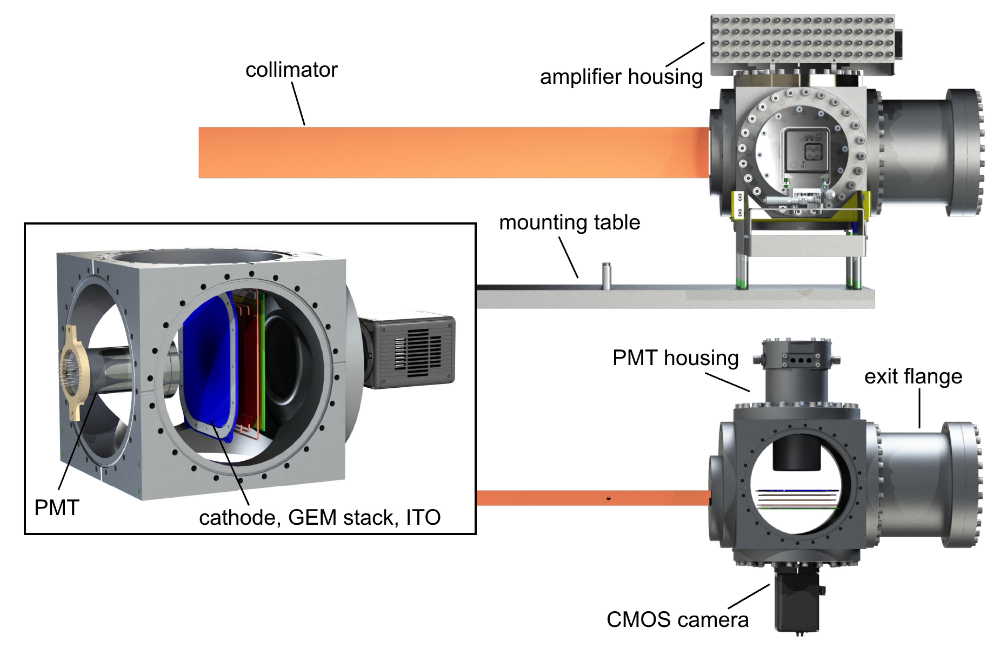 collimator
amplifier housing
mounting table
PMT housing
exit flange
PMT
cathode, GEM stack, ITO
CMOS camera